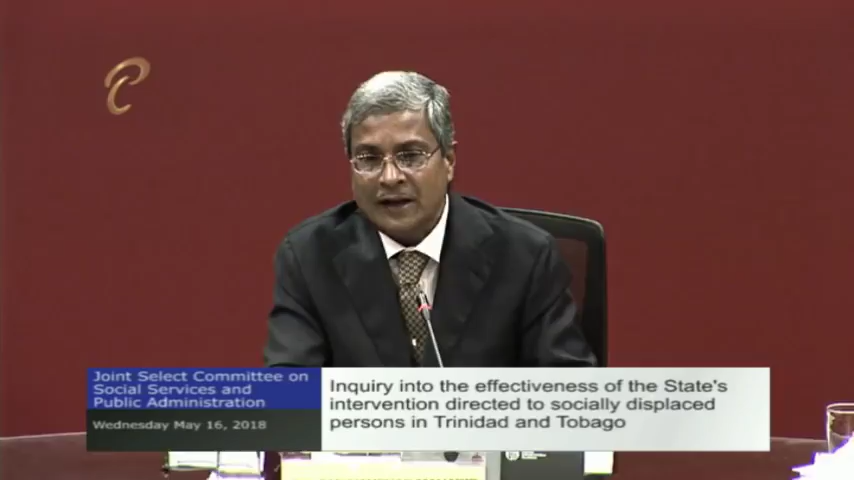 Joint Select Committee on
Social Services and
Public Administration
Wednesday May 16, 2018
Inquiry into the effectiveness of the State's
intervention directed to socially displaced
persons in Trinidad and Tobago